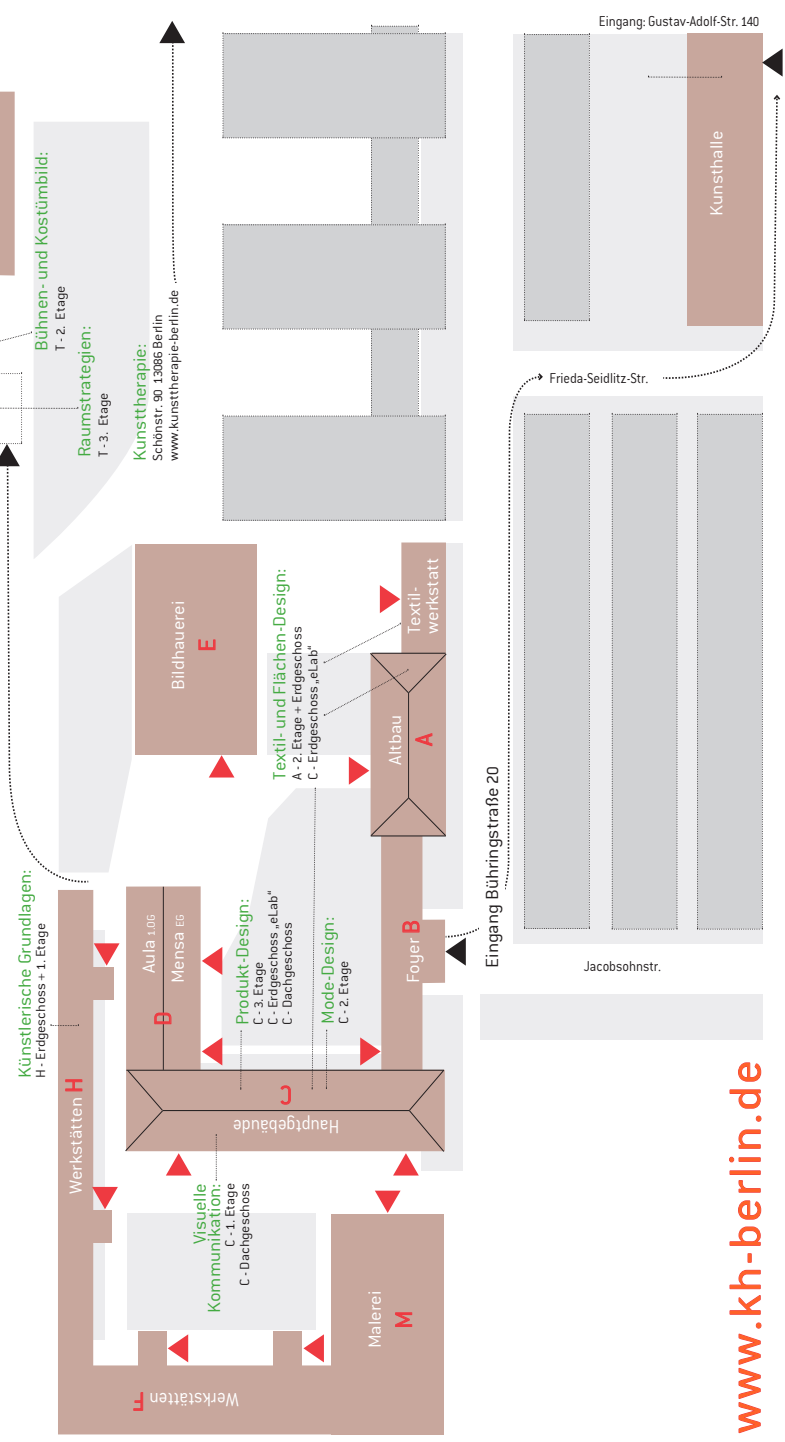 Eingang: Gustav-Adolf-Str. 140
Kunsthalle
Frieda-Seidlitz-Str.
Bühnen- und Kostümbild:
T - 2. Etage
Raumstrategien:
T - 3. Etage
Kunsttherapie:
Schönstr. 90 13086 Berlin
www.kunsttherapie-berlin.de
Bildhauerei
E
Textil- und Flächen-Design:
A - 2. Etage + Erdgeschoss
C - Erdgeschoss „eLab“
Textil-
werkstatt
Altbau
A
Künstlerische Grundlagen:
H - Erdgeschoss + 1. Etage
Werkstätten H
Aula 1.OG
Mensa EG
D
Produkt-Design:
C - 3. Etage
C - Erdgeschoss „eLab“
C - Dachgeschoss
Mode-Design:
C - 2. Etage
Foyer B
Eingang Bühringstraße 20
Jacobsohnstr.
C
Hauptgebäude
Visuelle
Kommunikation:
C - 1. Etage
C - Dachgeschoss
Malerei
M
Werkstätten F
www.kh-berlin.de